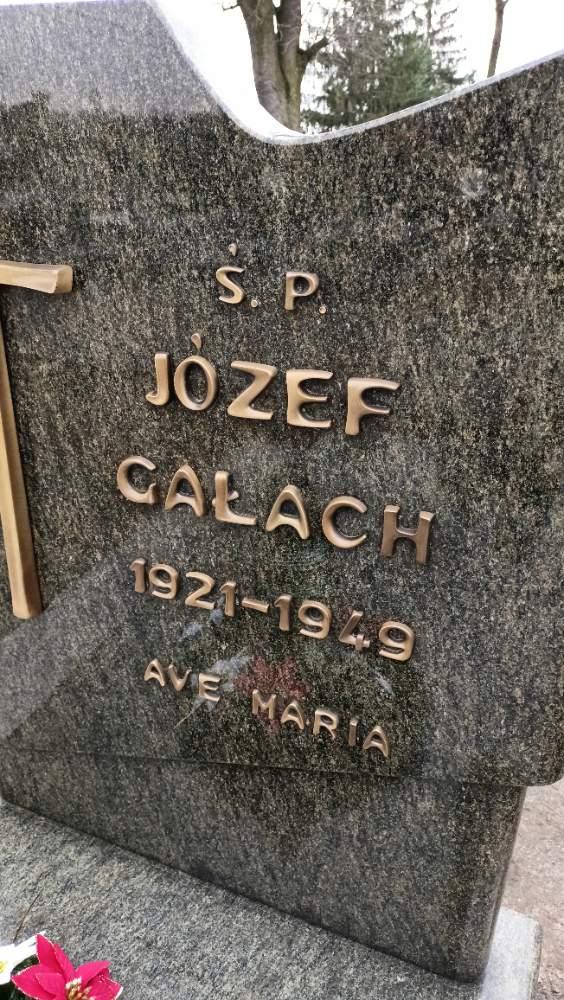 Ś. P.
JÓZEF
GAŁACH
1921-1949
AVE MARIA